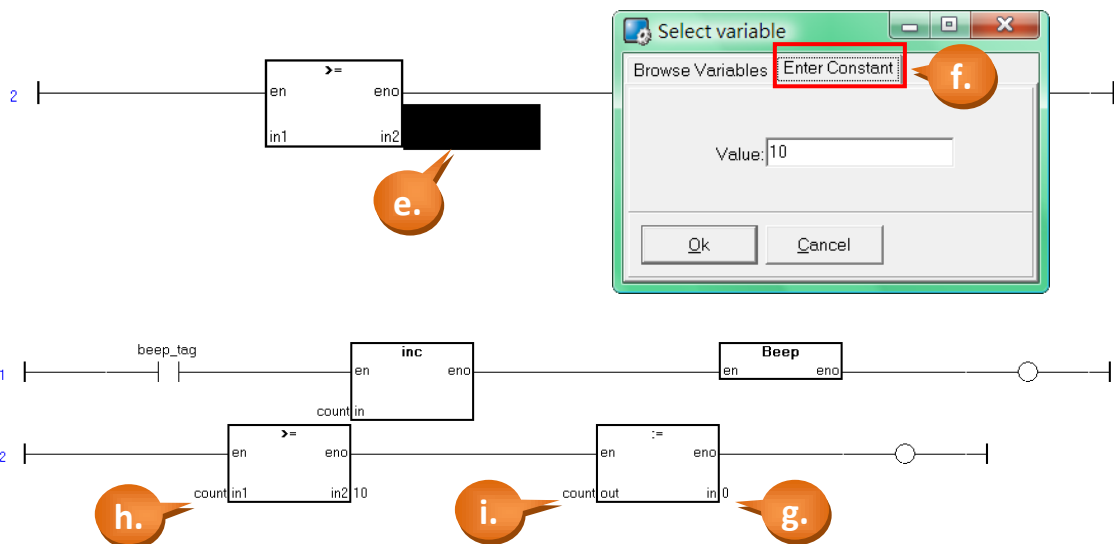 Select variable
Browse Variables Enter Constant
f.
>=
2
en eno
in1 in2
e.
Value: 10
Ok Cancel
beep_tag
inc
Beep
1
en eno
en eno
count in
>=
:=
2
en eno
en eno
count in1 in2 10
count out in 0
h.
i.
g.